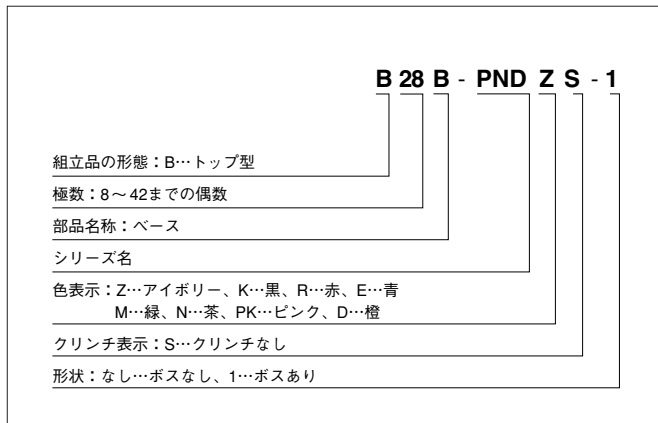 B 28 B - PND Z S - 1
組立品の形態：B…トップ型
極数：8～42までの偶数
部品名称：ベース
シリーズ名
色表示：Z…アイボリー、K…黒、R…赤、E…青
M…緑、N…茶、PK…ピンク、D…橙
クリンチ表示：S…クリンチなし
形状：なし…ボスなし、1…ボスあり